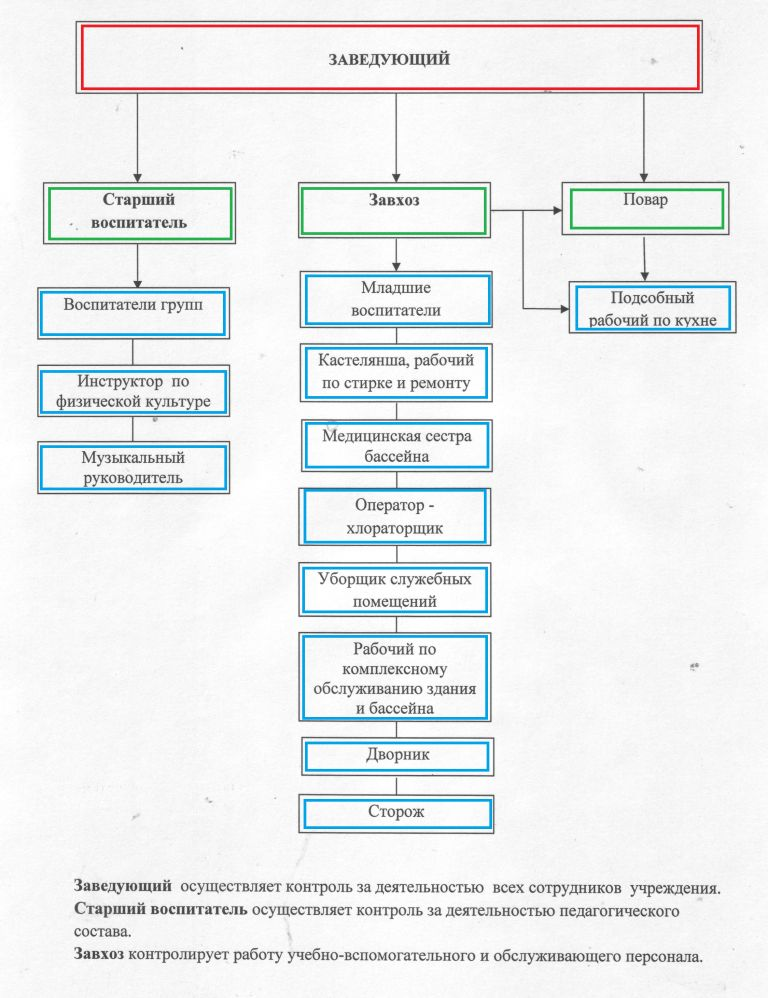 ЗАВЕДУЮЩИЙ
Старший
воспитатель
Завхоз
Повар
Воспитатели групп
Инструктор по
физической культуре
Музыкальный
руководитель
Младшие
воспитатели
Кастелянша, рабочий
по стирке и ремонту
Медицинская сестра
бассейна
Оператор -
хлораторщик
Уборщик служебных
помещений
Рабочий по
комплексному
обслуживанию здания
и бассейна
Дворник
Сторож
Подсобный
рабочий по кухне
Заведующий осуществляет контроль за деятельностью всех сотрудников учреждения.
Старший воспитатель осуществляет контроль за деятельностью педагогического
состава.
Завхоз контролирует работу учебно-вспомогательного и обслуживающего персонала.